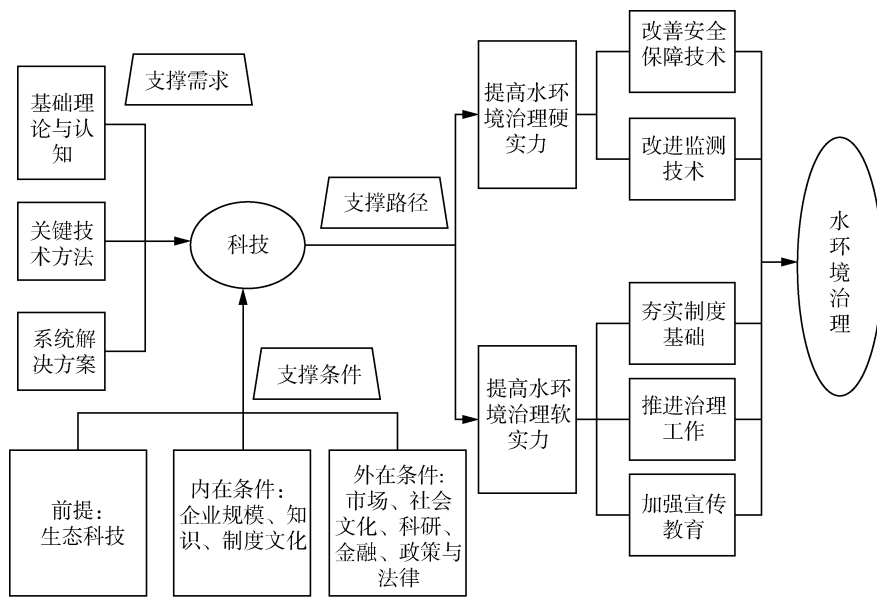 支撑需求
基础理
论与认
知
关键技
术方法
系统解
决方案
科技
支撑路径
支撑条件
前提：
生态科技
内在条件：
企业规模、知
识、制度文化
外在条件:
市场、社会
文化、科研、
金融、政策与
法律
提高水环
境治理硬
实力
改善安全
保障技术
改进监测
技术
提高水环
境治理软
实力
夯实制度
基础
推进治理
工作
加强宣传
教育
水
环
境
治
理